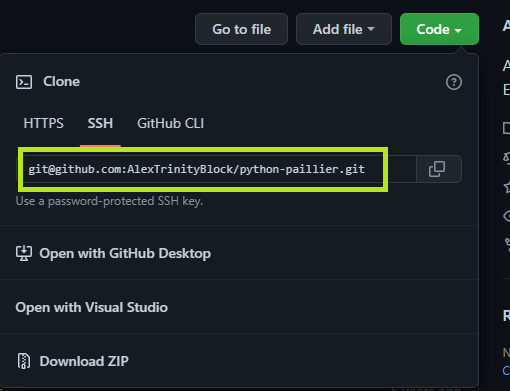 Go to file Add file Code
Clone
HTTPS SSH GitHub CLI
git@github.com:AlexTrinityBlock/python-paillier.git
Use a password-protected SSH key.
Open with GitHub Desktop
Open with Visual Studio
Download ZIP